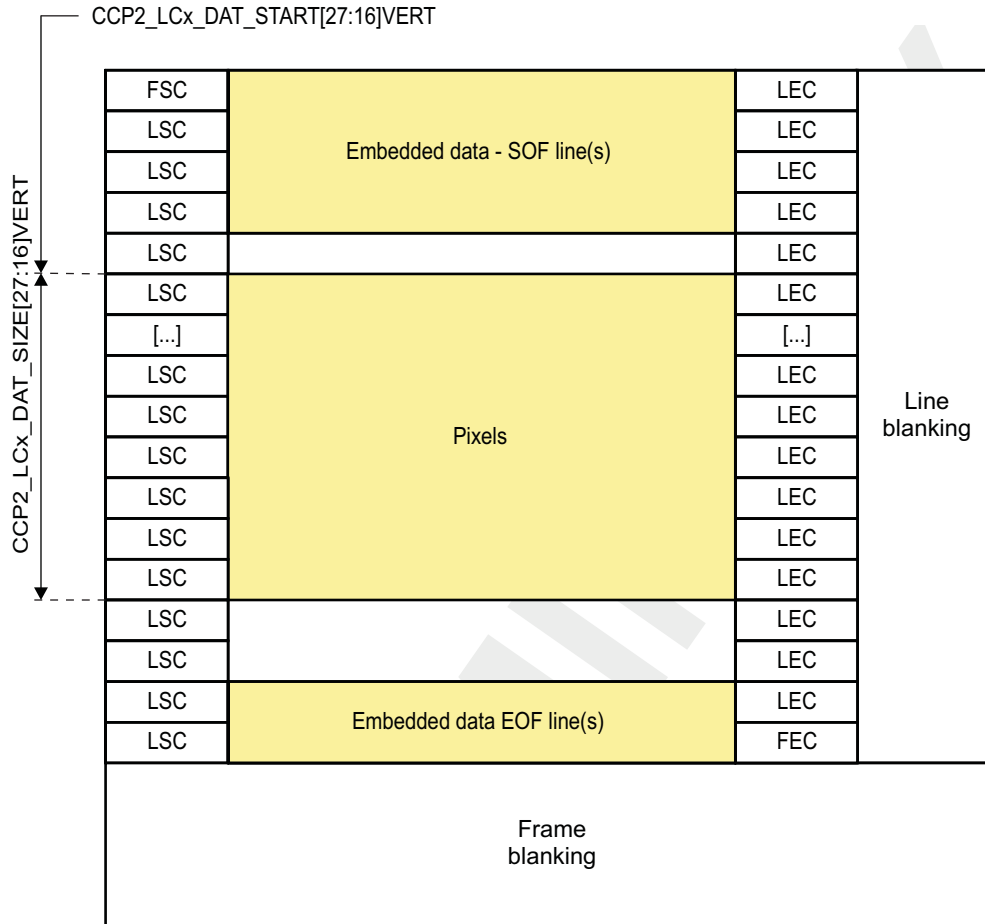 CCP2_LCx_DAT_START[27:16]VERT
CCP2_LCx_DAT_SIZE[27:16]VERT
FSC
LEC
LSC
Embedded data - SOF line(s)
LEC
LSC
LEC
LSC
LEC
LSC
LEC
LSC
LEC
[...]
[...]
LSC
LEC
LSC
LEC
Line
blanking
LSC
Pixels
LEC
LSC
LEC
LSC
LEC
LSC
LEC
LSC
LEC
LSC
LEC
LSC
Embedded data EOF line(s)
LEC
LSC
FEC
Frame
blanking